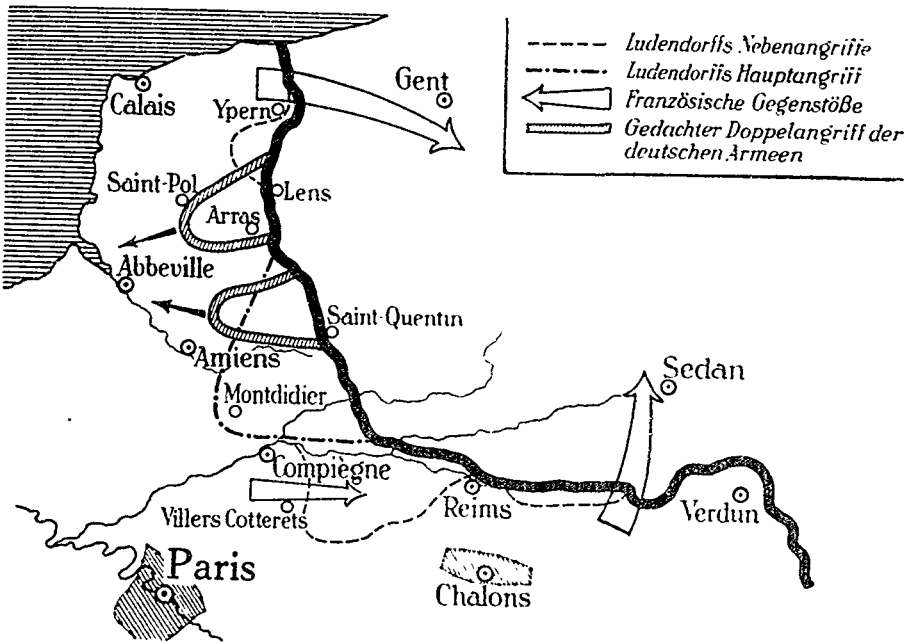 Ludendorffs Nebenangriffe
Ludendorffs Hauptangriff
Französische Gegenstöße
Gedachter Doppelangriff der
deutschen Armeen
Calais
Gent
Ypern
Saint-Pol
Lens
Arras
Abbeville
Saint-Quentin
Amiens
Sedan
Montdidier
Compiègne
Villers Cotterets
Reims
Verdun
Paris
Chalons